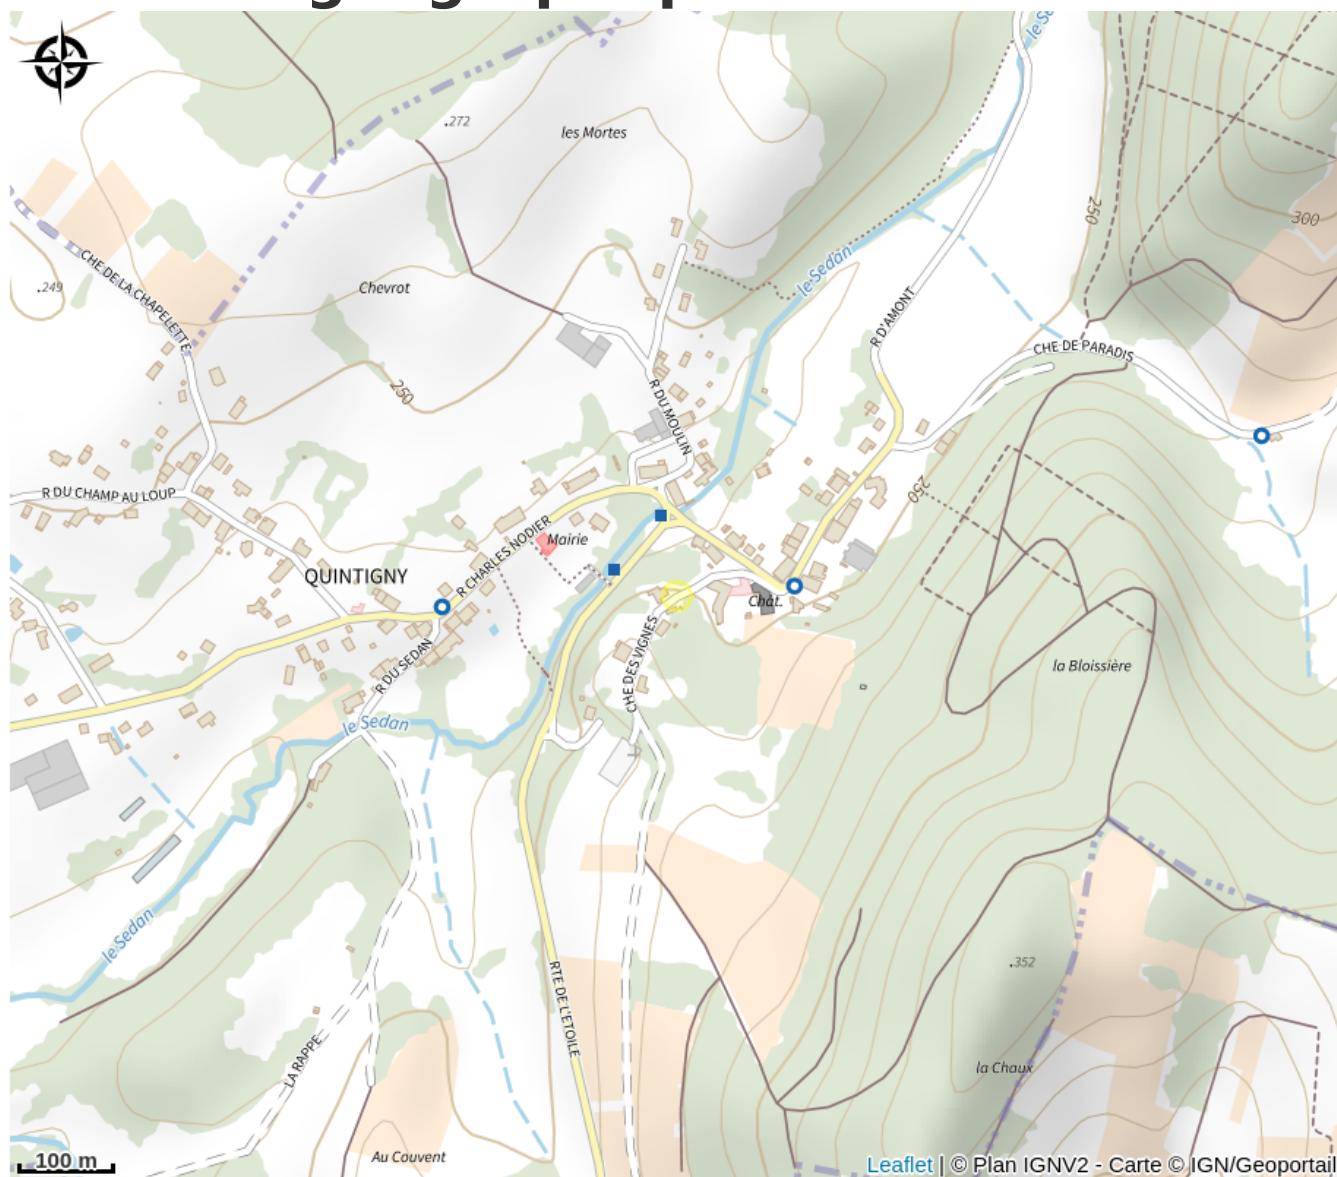 le Se
272
les Mortes
300
250
CHE DE LA CHAPELETTE
le Sedan
249
Chevrot
R D'AMONT
CHE DE PARADIS
250
R DU MOULIN
250
R DU CHAMP AU LOUP
R CHARLES NODIER
Mairie
QUINTIGNY
Chât.
CHE DES VIGNES
R DU SEDAN
la Bloissière
le Sedan
le Sedan
352
RTE DE L'ETOILE
LA RAPPE
la Chaux
Au Couvent
100 m
Leaflet | © Plan IGNV2 - Carte © IGN/Geoportail